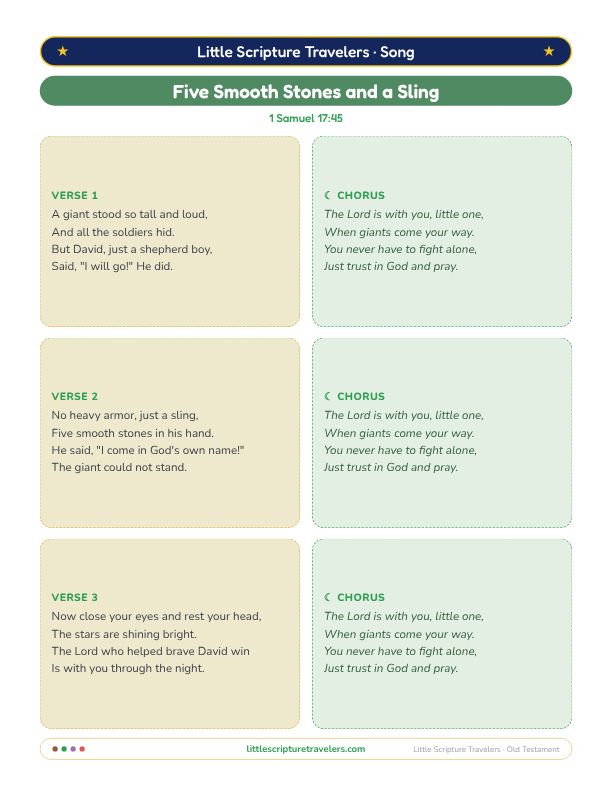 ★ Little Scripture Travelers · Song ★
Five Smooth Stones and a Sling
1 Samuel 17:45
VERSE 1
A giant stood so tall and loud,
And all the soldiers hid.
But David, just a shepherd boy,
Said, "I will go!" He did.
☾ CHORUS
The Lord is with you, little one,
When giants come your way.
You never have to fight alone,
Just trust in God and pray.
VERSE 2
No heavy armor, just a sling,
Five smooth stones in his hand.
He said, "I come in God's own name!"
The giant could not stand.
☾ CHORUS
The Lord is with you, little one,
When giants come your way.
You never have to fight alone,
Just trust in God and pray.
VERSE 3
Now close your eyes and rest your head,
The stars are shining bright.
The Lord who helped brave David win
Is with you through the night.
☾ CHORUS
The Lord is with you, little one,
When giants come your way.
You never have to fight alone,
Just trust in God and pray.
littlescripturetravelers.com
Little Scripture Travelers · Old Testament